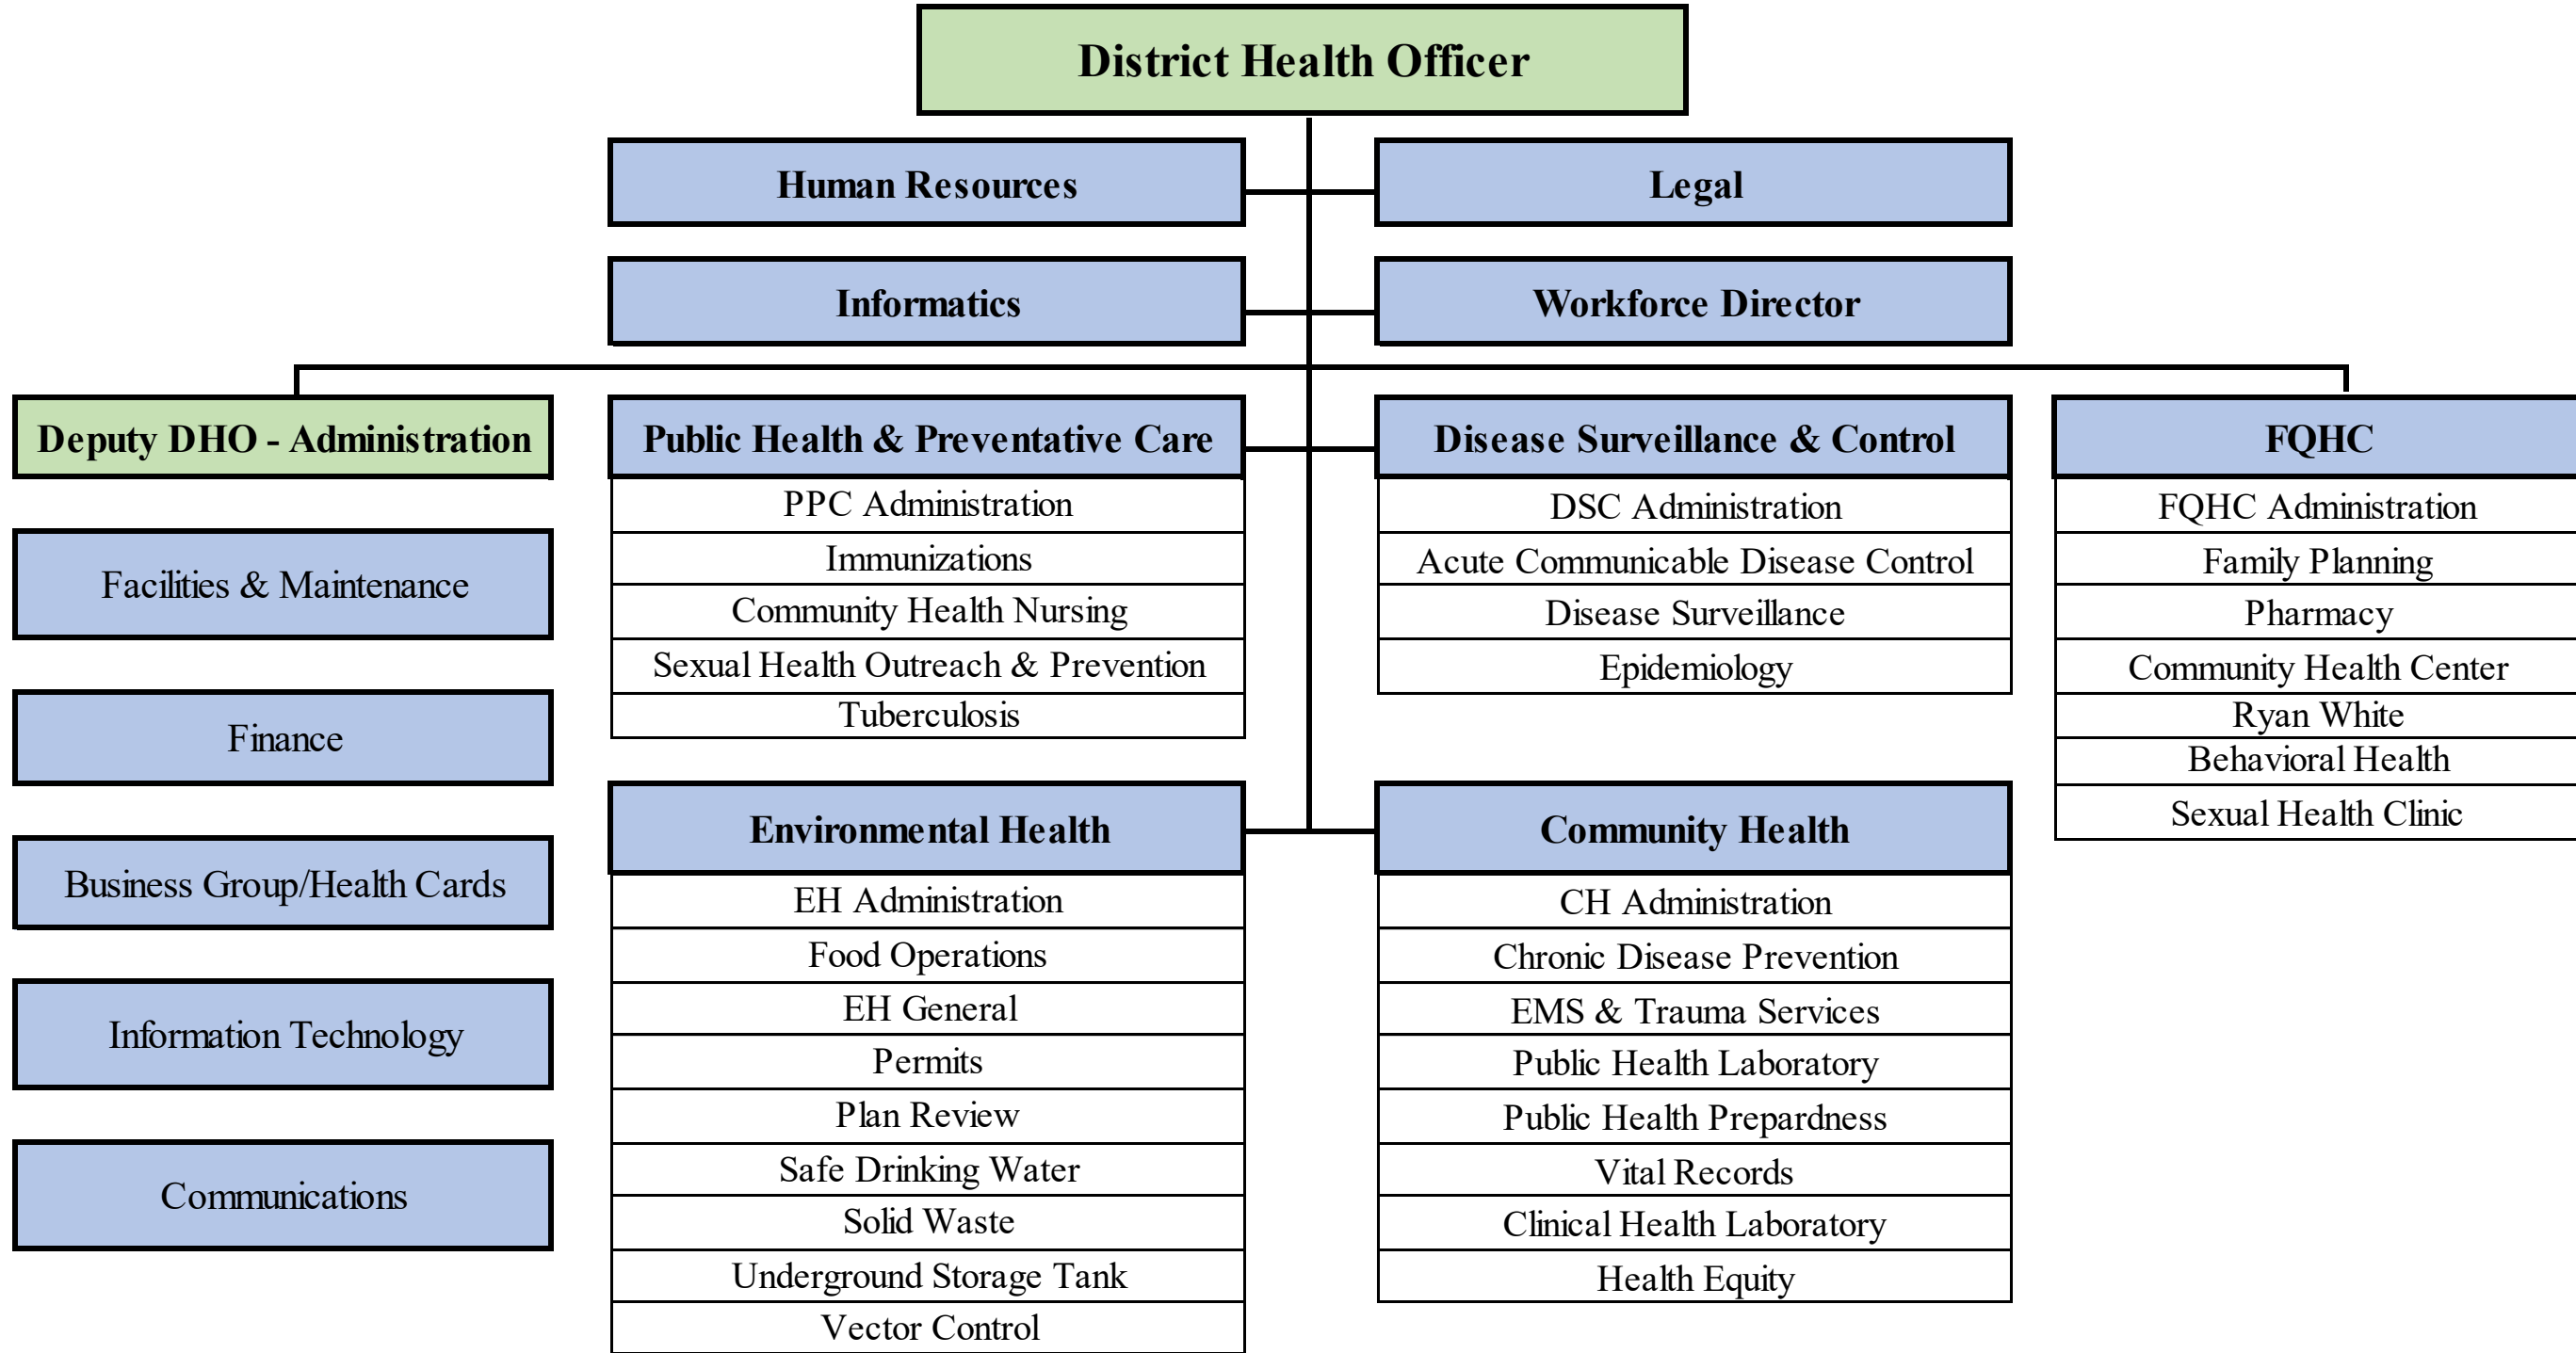 District Health Officer
Human Resources
Legal
Informatics
Workforce Director
Deputy DHO - Administration
Facilities & Maintenance
Finance
Business Group/Health Cards
Information Technology
Communications
Public Health & Preventative Care
PPC Administration
Immunizations
Community Health Nursing
Sexual Health Outreach & Prevention
Tuberculosis
Disease Surveillance & Control
DSC Administration
Acute Communicable Disease Control
Disease Surveillance
Epidemiology
FQHC
FQHC Administration
Family Planning
Pharmacy
Community Health Center
Ryan White
Behavioral Health
Sexual Health Clinic
Environmental Health
EH Administration
Food Operations
EH General
Permits
Plan Review
Safe Drinking Water
Solid Waste
Underground Storage Tank
Vector Control
Community Health
CH Administration
Chronic Disease Prevention
EMS & Trauma Services
Public Health Laboratory
Public Health Prepardness
Vital Records
Clinical Health Laboratory
Health Equity